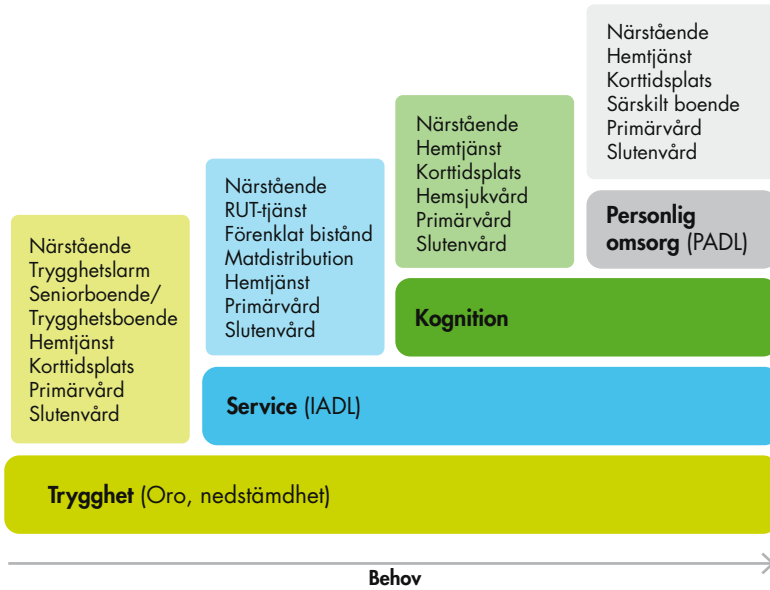 Närstående
Trygghetslarm
Seniorboende/
Trygghetsboende
Hemtjänst
Korttidsplats
Primärvård
Slutenvård
Närstående
RUT-tjänst
Förenklat bistånd
Matdistribution
Hemtjänst
Primärvård
Slutenvård
Närstående
Hemtjänst
Korttidsplats
Hemsjukvård
Primärvård
Slutenvård
Närstående
Hemtjänst
Korttidsplats
Särskilt boende
Primärvård
Slutenvård
Personlig
omsorg (PADL)
Kognition
Service (IADL)
Trygghet (Oro, nedstämdhet)
Behov